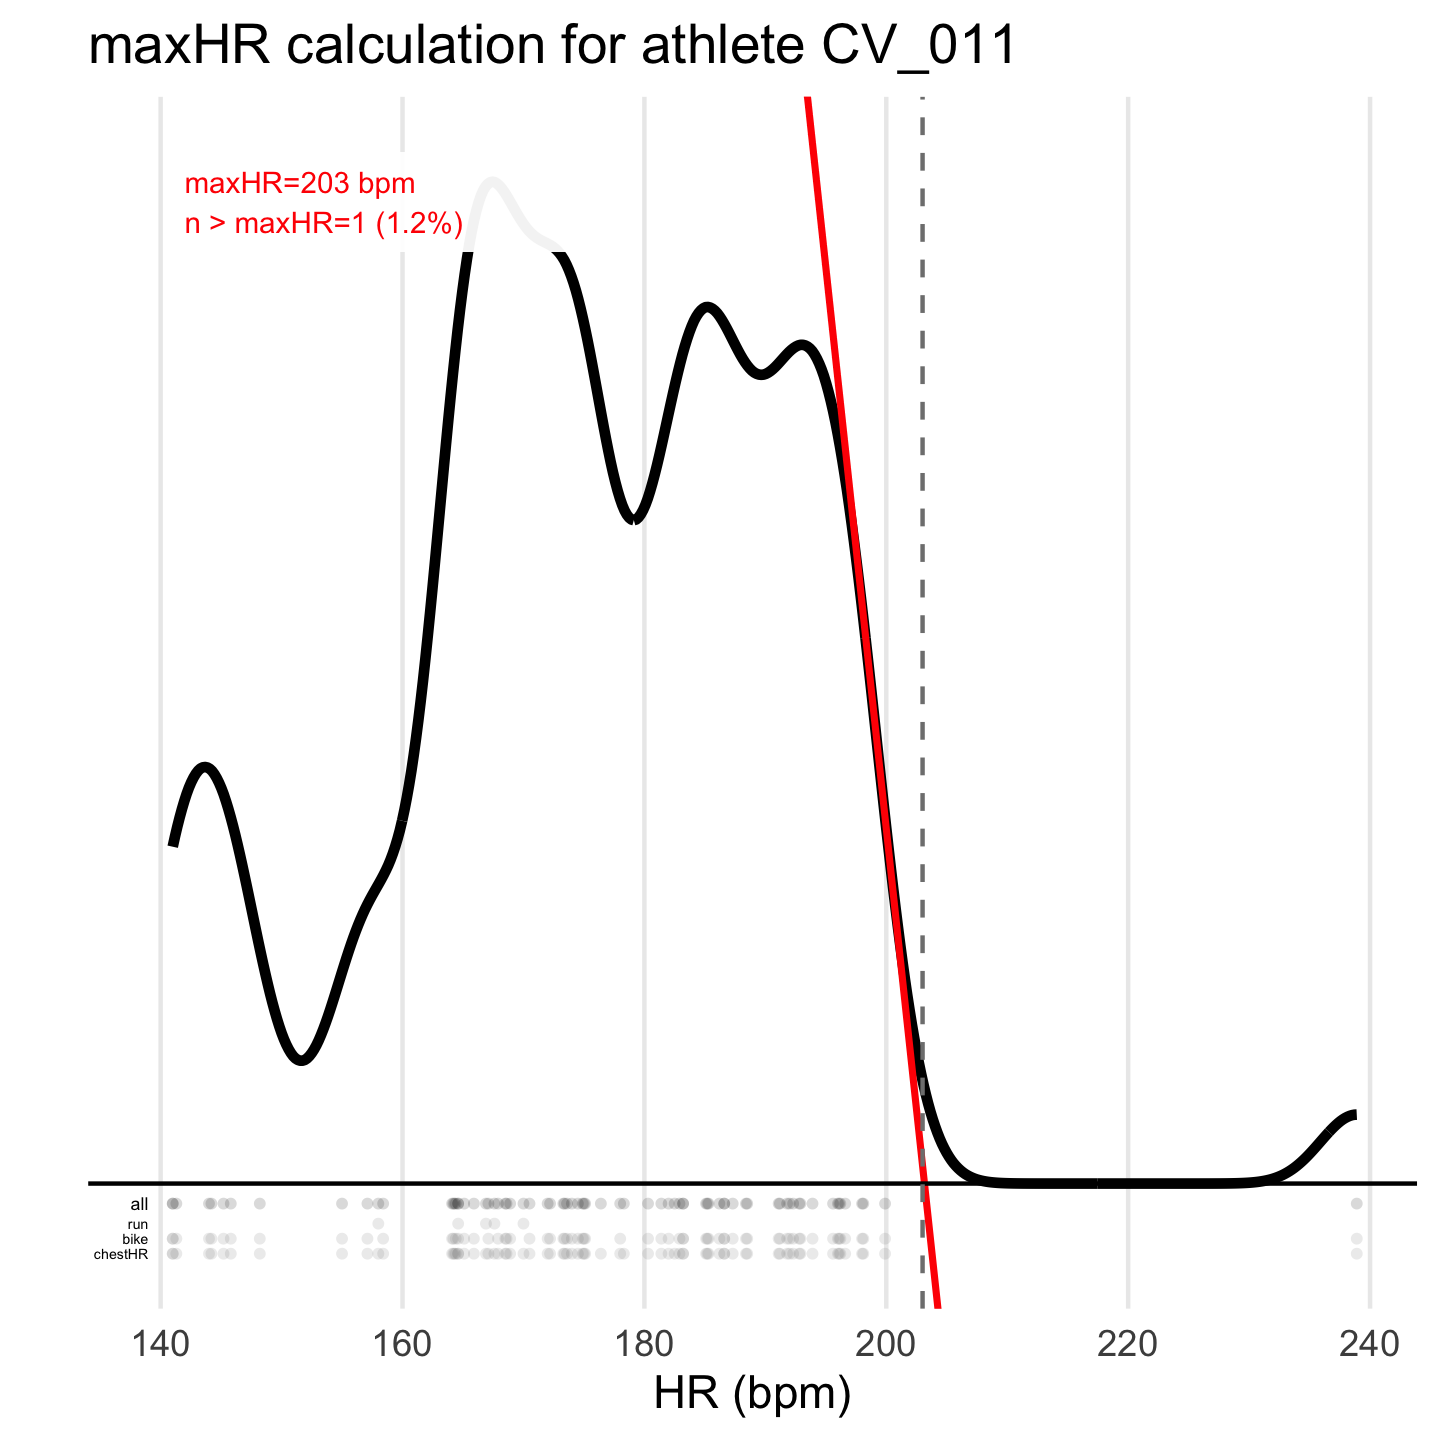 maxHR calculation for athlete CV_011
maxHR=203 bpm
n > maxHR=1 (1.2%)
all
run
bike
chestHR
140 160 180 200 220 240
HR (bpm)